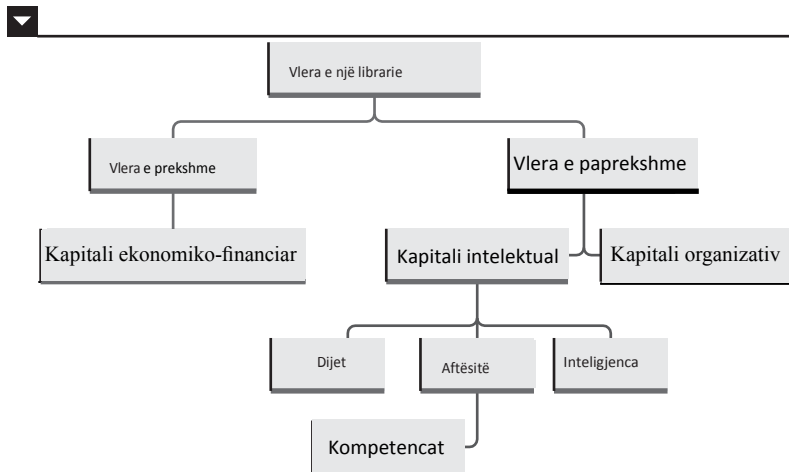 Vlera e një librarie
Vlera e prekshme
Vlera e paprekshme
Kapitali ekonomiko-financiar
Kapitali intelektual
Kapitali organizativ
Dijet
Aftësitë
Inteligjenca
Kompetencat